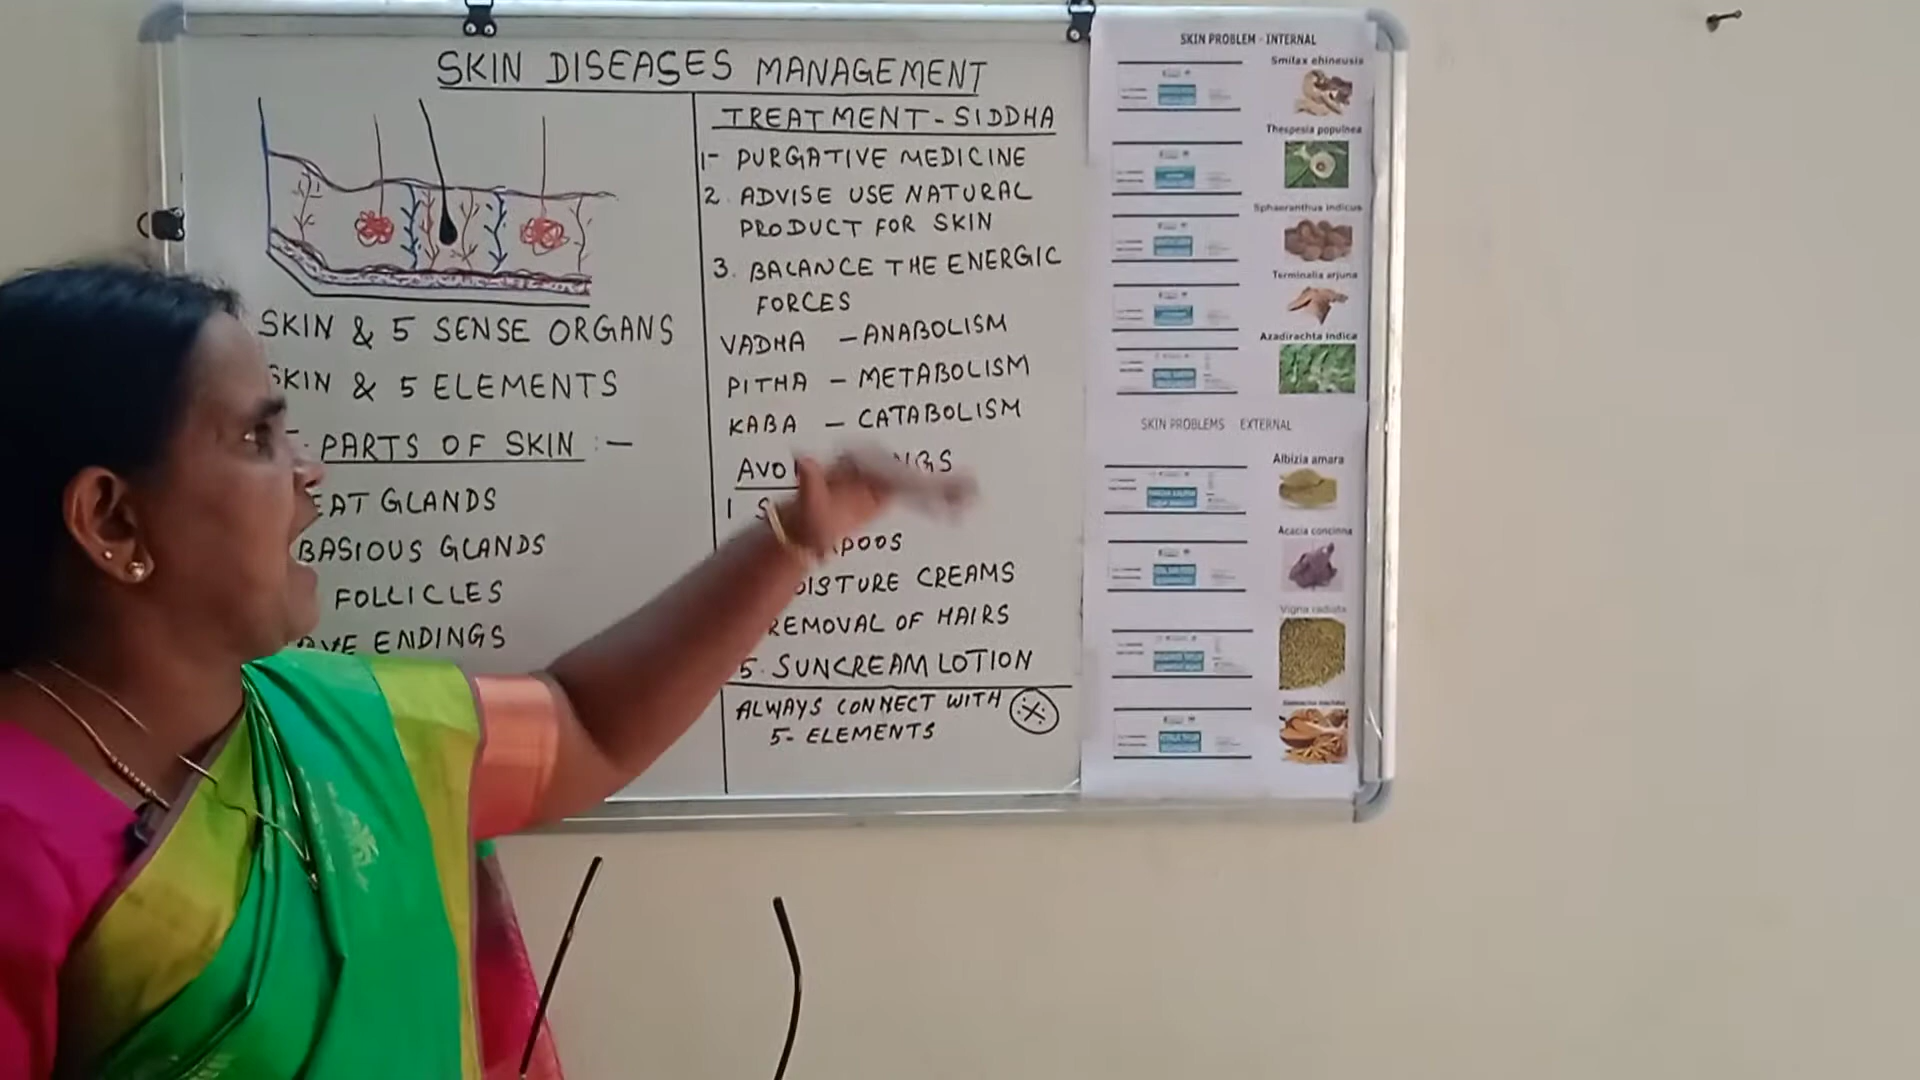 SKIN DISEASES MANAGEMENT
SKIN & 5 SENSE ORGANS
SKIN & 5 ELEMENTS
PARTS OF SKIN :-
EAT GLANDS
BASIOUS GLANDS
FOLLICLES
ENDINGS
TREATMENT - SIDDHA
1- PURGATIVE MEDICINE
2. ADVISE USE NATURAL
PRODUCT FOR SKIN
3. BALANCE THE ENERGIC
FORCES
VADHA - ANABOLISM
PITHA - METABOLISM
KABA - CATABOLISM
AVO NGS
1 S
POOS
OISTURE CREAMS
REMOVAL OF HAIRS
5. SUNCREAM LOTION
ALWAYS CONNECT WITH
5- ELEMENTS
SKIN PROBLEM - INTERNAL
Smilax chineusis
Thespesia populnea
Sphaeranthus indicus
Terminalia arjuna
Azadirachta indica
SKIN PROBLEMS EXTERNAL
Albizia amara
Acacia concinna
Vigna radiata